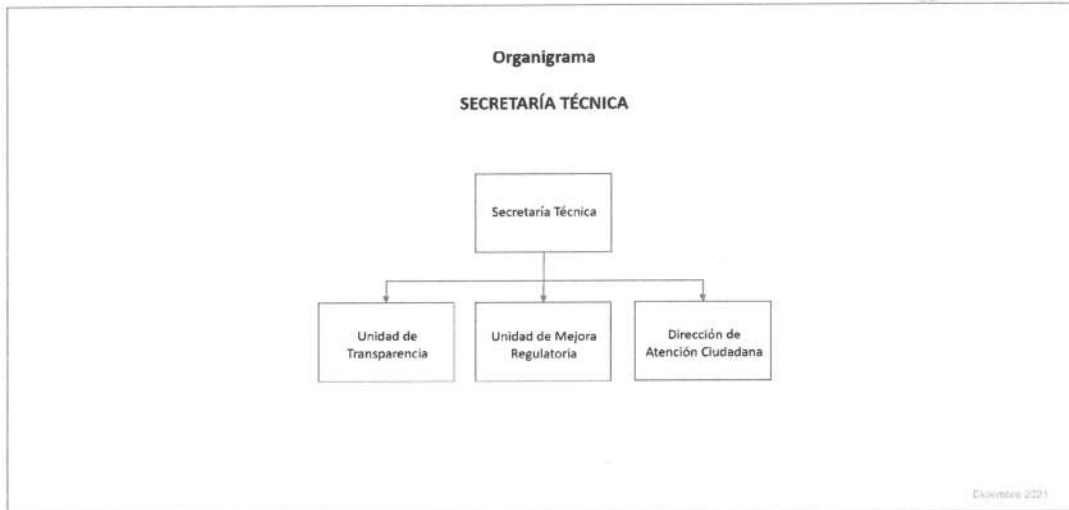 Organigrama
SECRETARÍA TÉCNICA
Secretaría Técnica
Unidad de
Transparencia
Unidad de Mejora
Regulatoria
Dirección de
Atención Ciudadana
Diciembre 2021